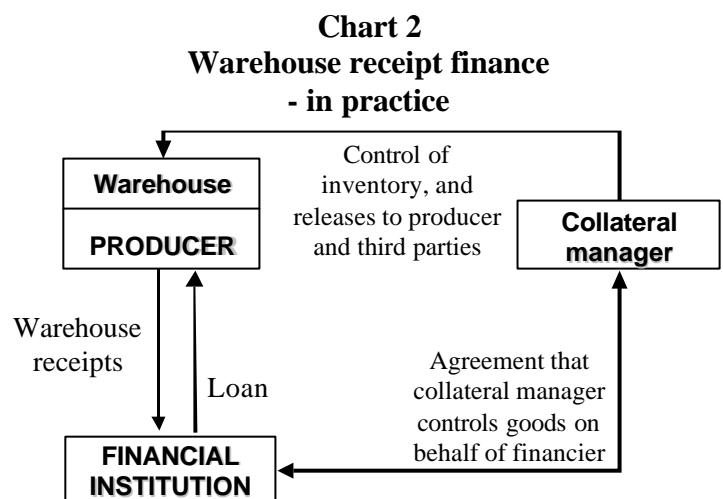 Chart 2
Warehouse receipt finance
- in practice
Warehouse
PRODUCER
Control of
inventory, and
releases to producer
and third parties
Collateral
manager
Warehouse
receipts
Loan
Agreement that
collateral manager
controls goods on
behalf of financier
FINANCIAL
INSTITUTION